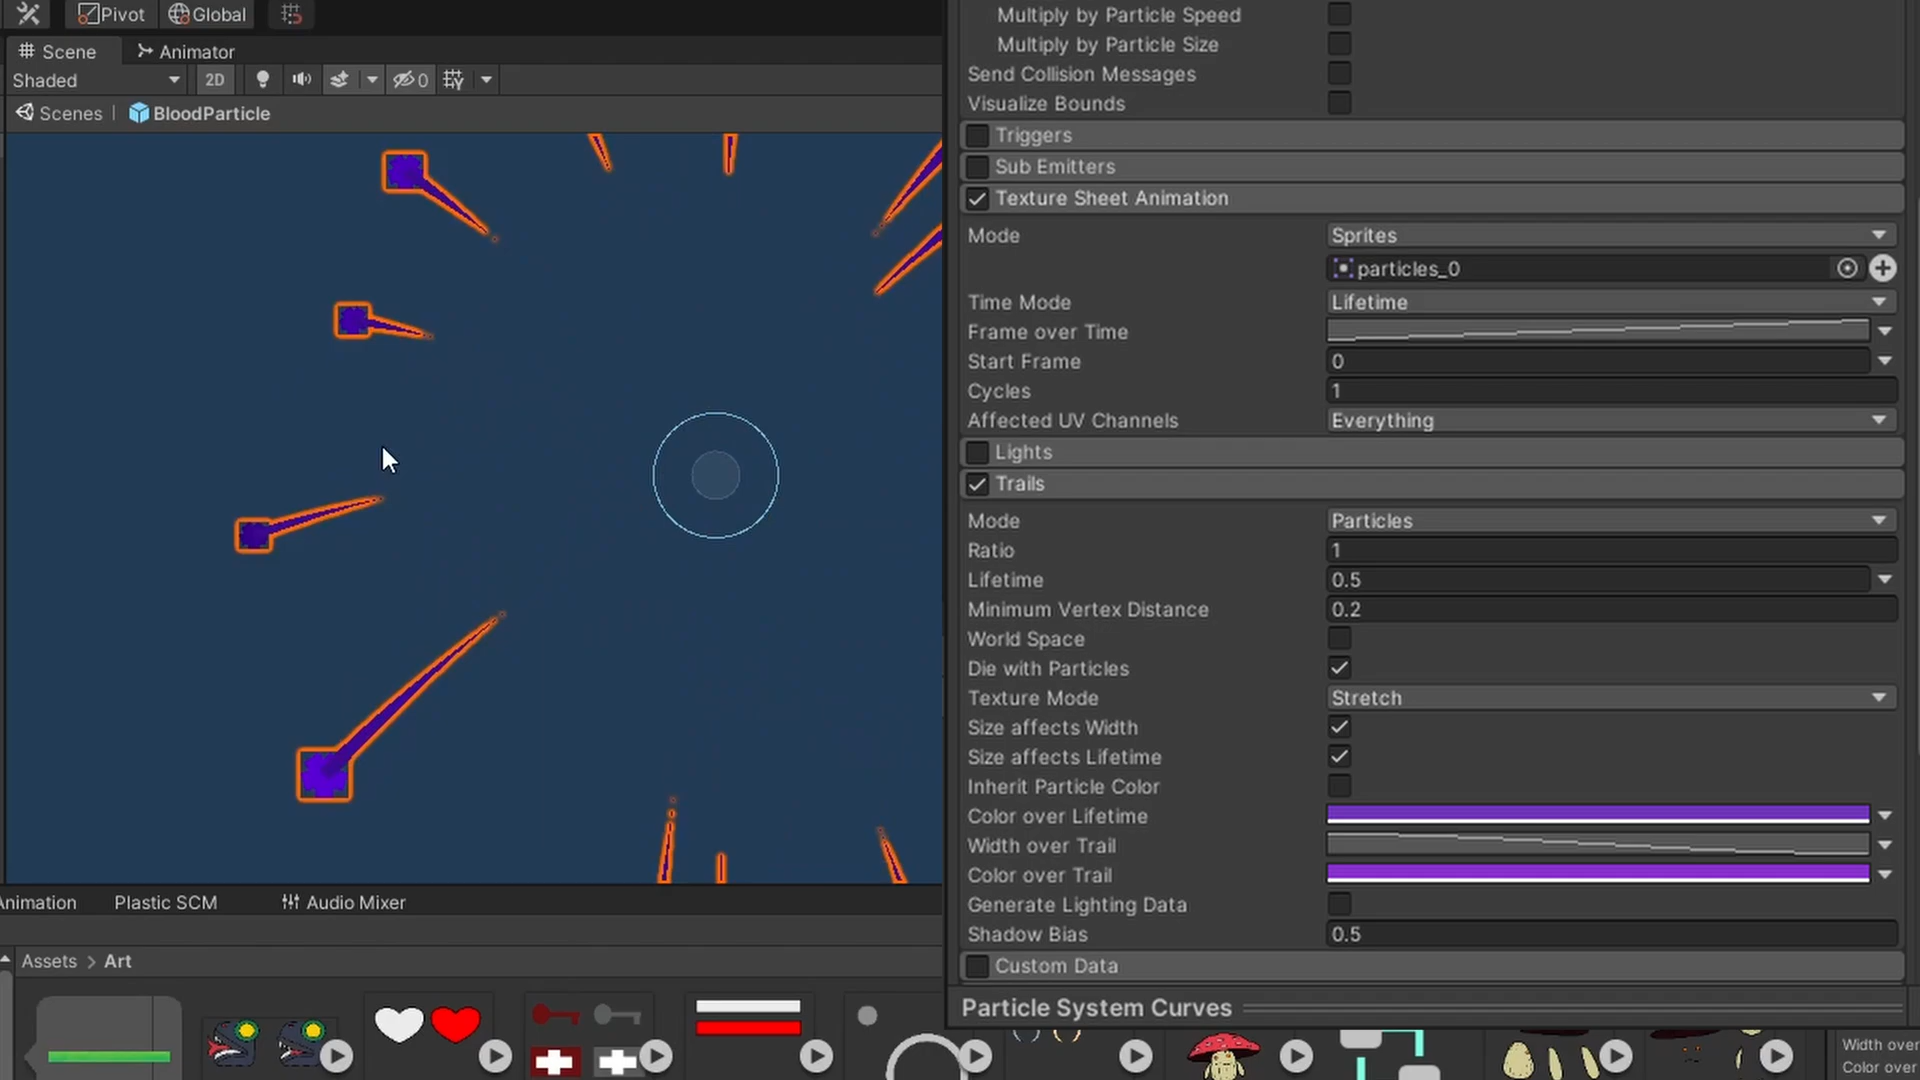 Pivot Global
Scene Animator
Shaded 2D 0
Scenes | BloodParticle
Multiply by Particle Speed
Multiply by Particle Size
Send Collision Messages
Visualize Bounds
Triggers
Sub Emitters
Texture Sheet Animation
Mode Sprites
particles_0
Time Mode Lifetime
Frame over Time
Start Frame 0
Cycles 1
Affected UV Channels Everything
Lights
Trails
Mode Particles
Ratio 1
Lifetime 0.5
Minimum Vertex Distance 0.2
World Space
Die with Particles
Texture Mode Stretch
Size affects Width
Size affects Lifetime
Inherit Particle Color
Color over Lifetime
Width over Trail
Color over Trail
Generate Lighting Data
Shadow Bias 0.5
Custom Data
Particle System Curves
Animation Plastic SCM Audio Mixer
Assets > Art
Width over
Color over